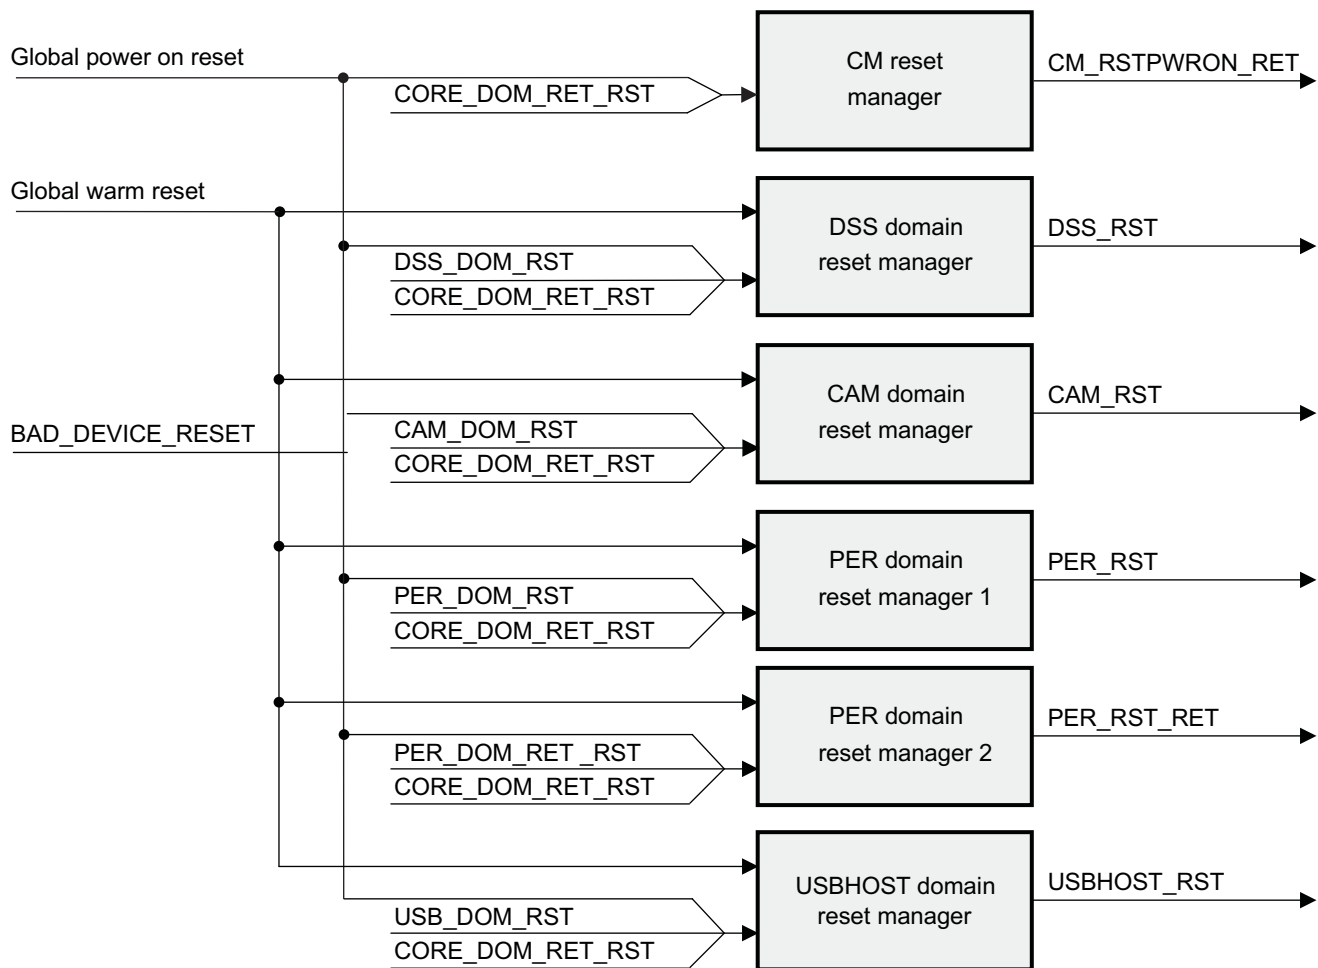 Global power on reset
CORE_DOM_RET_RST
CM reset
manager
CM_RSTPWRON_RET
Global warm reset
DSS_DOM_RST
CORE_DOM_RET_RST
DSS domain
reset manager
DSS_RST
BAD_DEVICE_RESET
CAM_DOM_RST
CORE_DOM_RET_RST
CAM domain
reset manager
CAM_RST
PER_DOM_RST
CORE_DOM_RET_RST
PER domain
reset manager 1
PER_RST
PER_DOM_RET _RST
CORE_DOM_RET_RST
PER domain
reset manager 2
PER_RST_RET
USB_DOM_RST
CORE_DOM_RET_RST
USBHOST domain
reset manager
USBHOST_RST